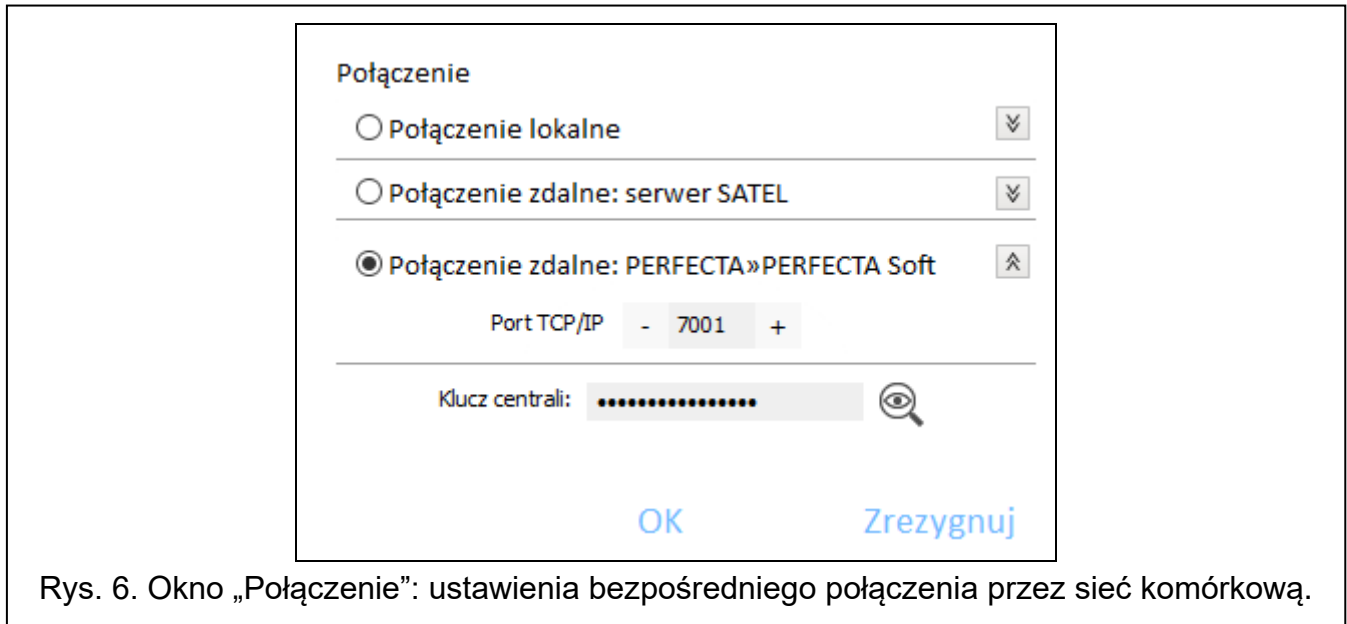 Połączenie
Połączenie lokalne
Połączenie zdalne: serwer SATEL
Połączenie zdalne: PERFECTA»PERFECTA Soft
Port TCP/IP - 7001 +
Klucz centrali: ••••••••••••••••
OK Zrezygnuj
Rys. 6. Okno „Połączenie”: ustawienia bezpośredniego połączenia przez sieć komórkową.